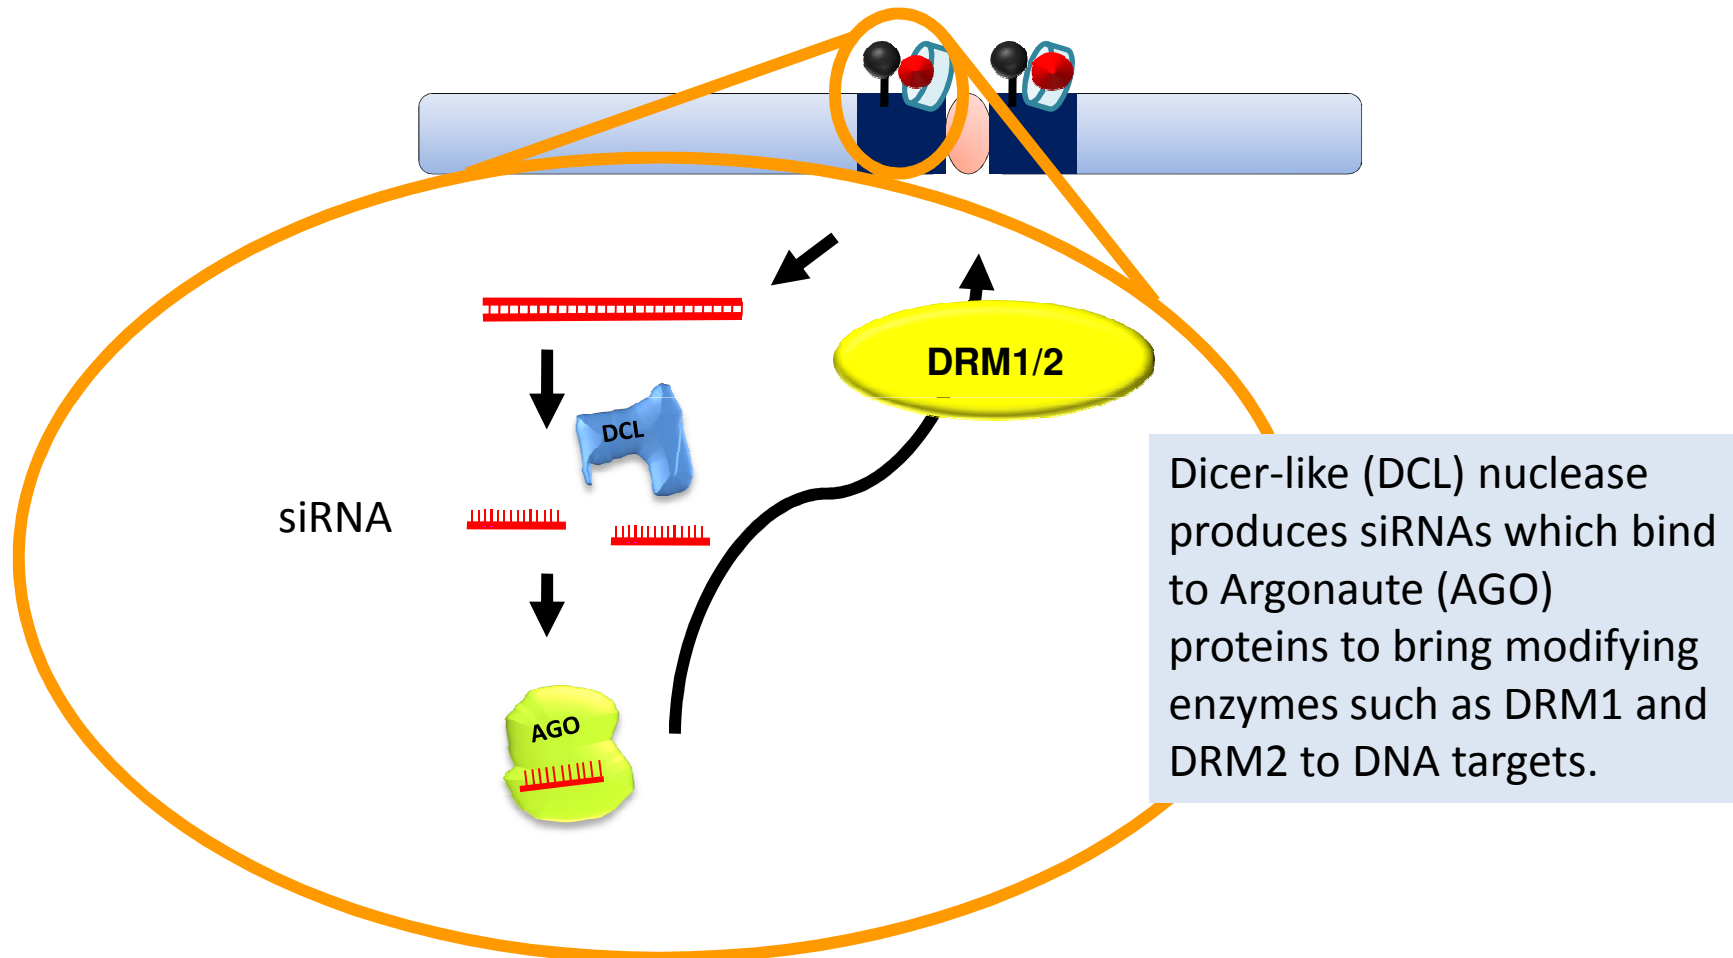 DRM1/2
DCL
siRNA
AGO
Dicer-like (DCL) nuclease
produces siRNAs which bind
to Argonaute (AGO)
proteins to bring modifying
enzymes such as DRM1 and
DRM2 to DNA targets.